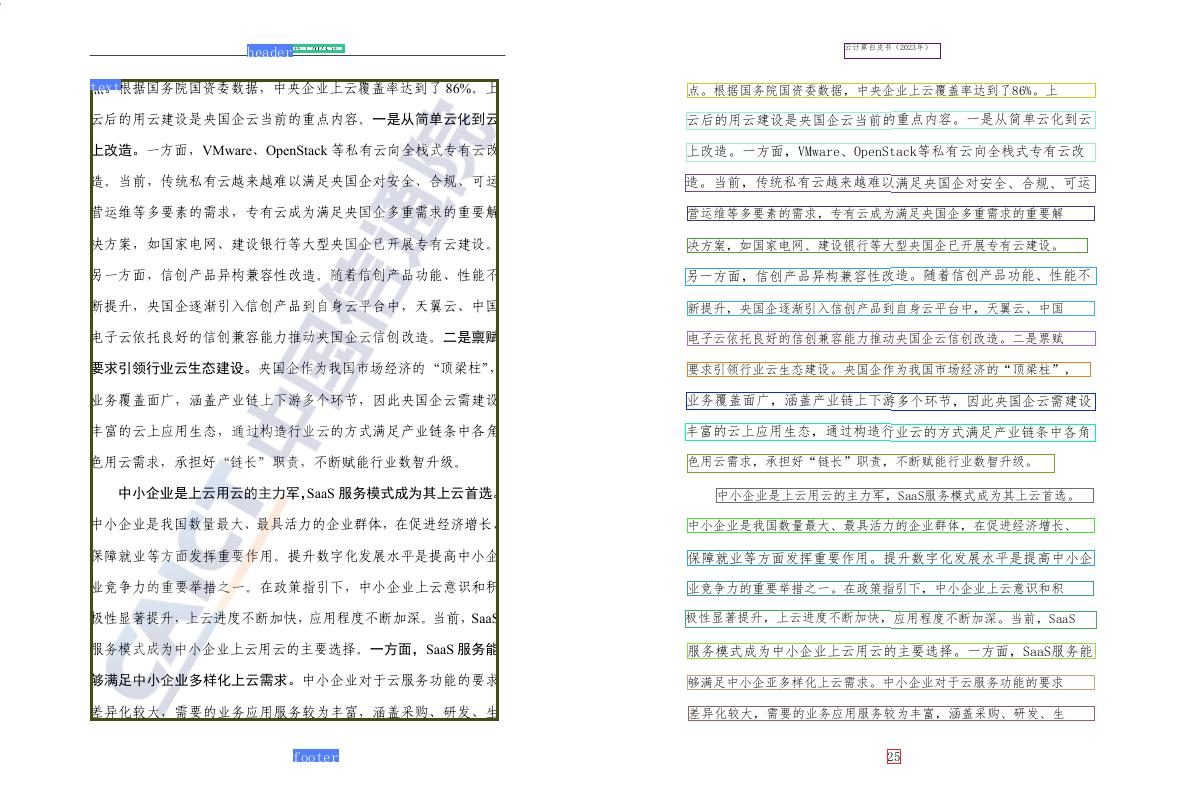 header
text
根据国务院国资委数据，中央企业上云覆盖率达到了 86%。上
云后的用云建设是央国企云当前的重点内容。一是从简单云化到云
上改造。一方面，VMware、OpenStack 等私有云向全栈式专有云改
造。当前，传统私有云越来越难以满足央国企对安全、合规、可运
营运维等多要素的需求，专有云成为满足央国企多重需求的重要解
决方案，如国家电网、建设银行等大型央国企已开展专有云建设。
另一方面，信创产品异构兼容性改造。随着信创产品功能、性能不
断提升，央国企逐渐引入信创产品到自身云平台中，天翼云、中国
电子云依托良好的信创兼容能力推动央国企云信创改造。二是禀赋
要求引领行业云生态建设。央国企作为我国市场经济的“顶梁柱”，
业务覆盖面广，涵盖产业链上下游多个环节，因此央国企云需建设
丰富的云上应用生态，通过构造行业云的方式满足产业链条中各角
色用云需求，承担好“链长”职责，不断赋能行业数智升级。
中小企业是上云用云的主力军，SaaS 服务模式成为其上云首选。
中小企业是我国数量最大、最具活力的企业群体，在促进经济增长、
保障就业等方面发挥重要作用。提升数字化发展水平是提高中小企
业竞争力的重要举措之一。在政策指引下，中小企业上云意识和积
极性显著提升，上云进度不断加快，应用程度不断加深。当前，SaaS
服务模式成为中小企业上云用云的主要选择。一方面，SaaS 服务能
够满足中小企业多样化上云需求。中小企业对于云服务功能的要求
差异化较大，需要的业务应用服务较为丰富，涵盖采购、研发、生
CAICT 中国信通院
footer
云计算白皮书（2023年）
点。根据国务院国资委数据，中央企业上云覆盖率达到了86%。上
云后的用云建设是央国企云当前的重点内容。一是从简单云化到云
上改造。一方面，VMware、OpenStack等私有云向全栈式专有云改
造。当前，传统私有云越来越难以满足央国企对安全、合规、可运
营运维等多要素的需求，专有云成为满足央国企多重需求的重要解
决方案，如国家电网、建设银行等大型央国企已开展专有云建设。
另一方面，信创产品异构兼容性改造。随着信创产品功能、性能不
断提升，央国企逐渐引入信创产品到自身云平台中，天翼云、中国
电子云依托良好的信创兼容能力推动央国企云信创改造。二是票赋
要求引领行业云生态建设。央国企作为我国市场经济的“顶梁柱”，
业务覆盖面广，涵盖产业链上下游多个环节，因此央国企云需建设
丰富的云上应用生态，通过构造行业云的方式满足产业链条中各角
色用云需求，承担好“链长”职责，不断赋能行业数智升级。
中小企业是上云用云的主力军，SaaS服务模式成为其上云首选。
中小企业是我国数量最大、最具活力的企业群体，在促进经济增长、
保障就业等方面发挥重要作用。提升数字化发展水平是提高中小企
业竞争力的重要举措之一。在政策指引下，中小企业上云意识和积
极性显著提升，上云进度不断加快，应用程度不断加深。当前，SaaS
服务模式成为中小企业上云用云的主要选择。一方面，SaaS服务能
够满足中小企亚多样化上云需求。中小企业对于云服务功能的要求
差异化较大，需要的业务应用服务较为丰富，涵盖采购、研发、生
25